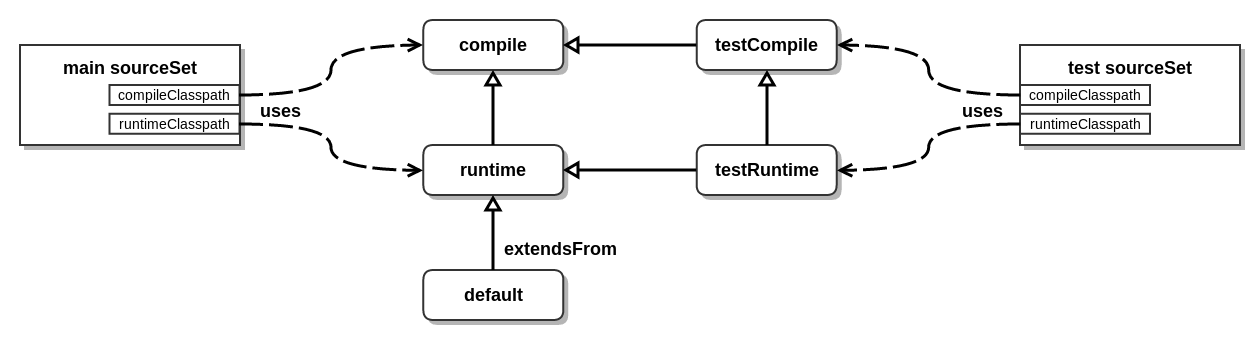 main sourceSet
compileClasspath
runtimeClasspath
uses
compile
runtime
extendsFrom
default
testCompile
testRuntime
uses
test sourceSet
compileClasspath
runtimeClasspath